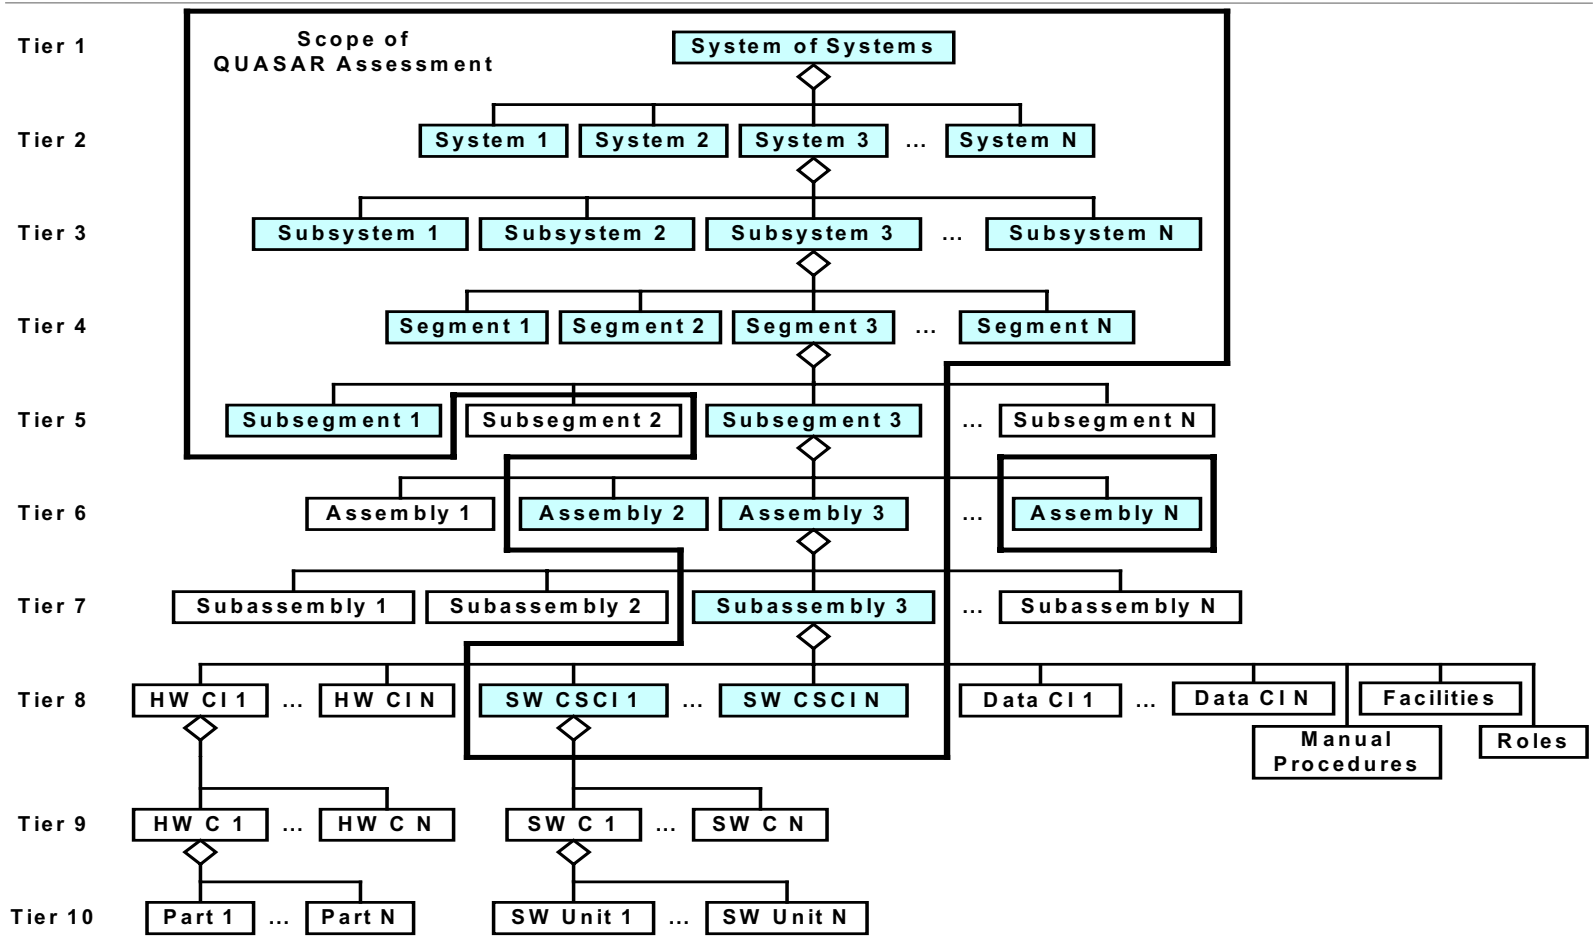 Tier 1
Scope of
QUASAR Assessment
System of Systems
Tier 2
System 1
System 2
System 3
...
System N
Tier 3
Subsystem 1
Subsystem 2
Subsystem 3
...
Subsystem N
Tier 4
Segment 1
Segment 2
Segment 3
...
Segment N
Tier 5
Subsegment 1
Subsegment 2
Subsegment 3
...
Subsegment N
Tier 6
Assembly 1
Assembly 2
Assembly 3
...
Assembly N
Tier 7
Subassembly 1
Subassembly 2
Subassembly 3
...
Subassembly N
Tier 8
HW CI 1
...
HW CI N
SW CSCI 1
...
SW CSCI N
Data CI 1
...
Data CI N
Facilities
Manual
Procedures
Roles
Tier 9
HW C 1
...
HW C N
SW C 1
...
SW C N
Tier 10
Part 1
...
Part N
SW Unit 1
...
SW Unit N